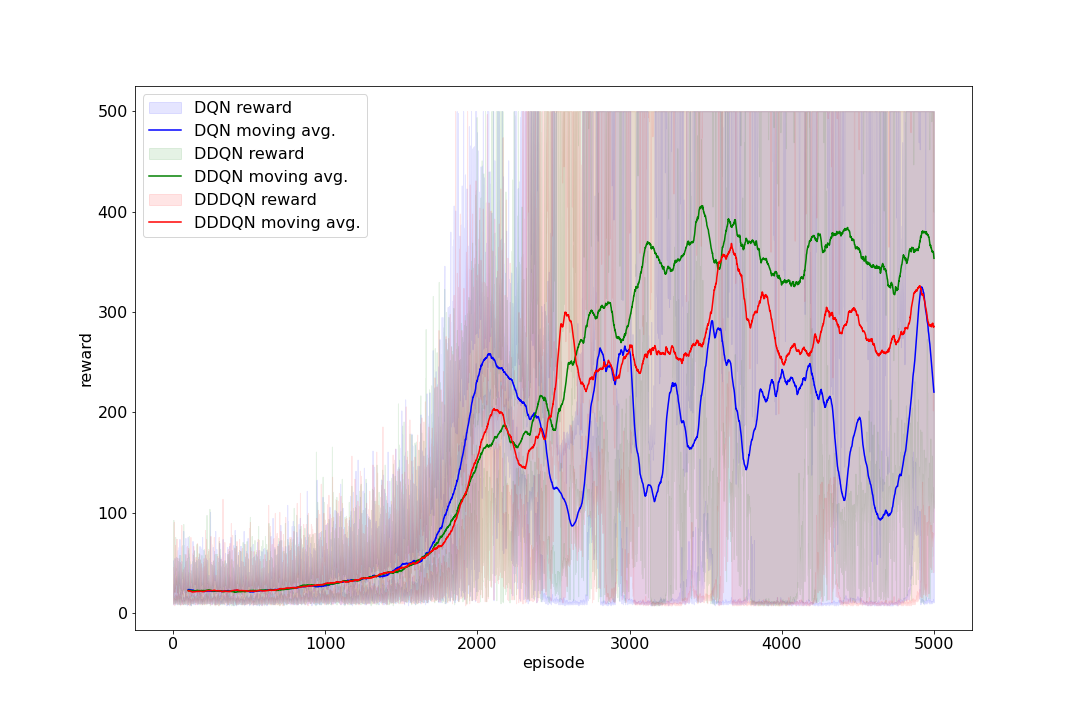 500
400
300
200
100
0
reward
DQN reward
DQN moving avg.
DDQN reward
DDQN moving avg.
DDDQN reward
DDDQN moving avg.
0 1000 2000 3000 4000 5000
episode